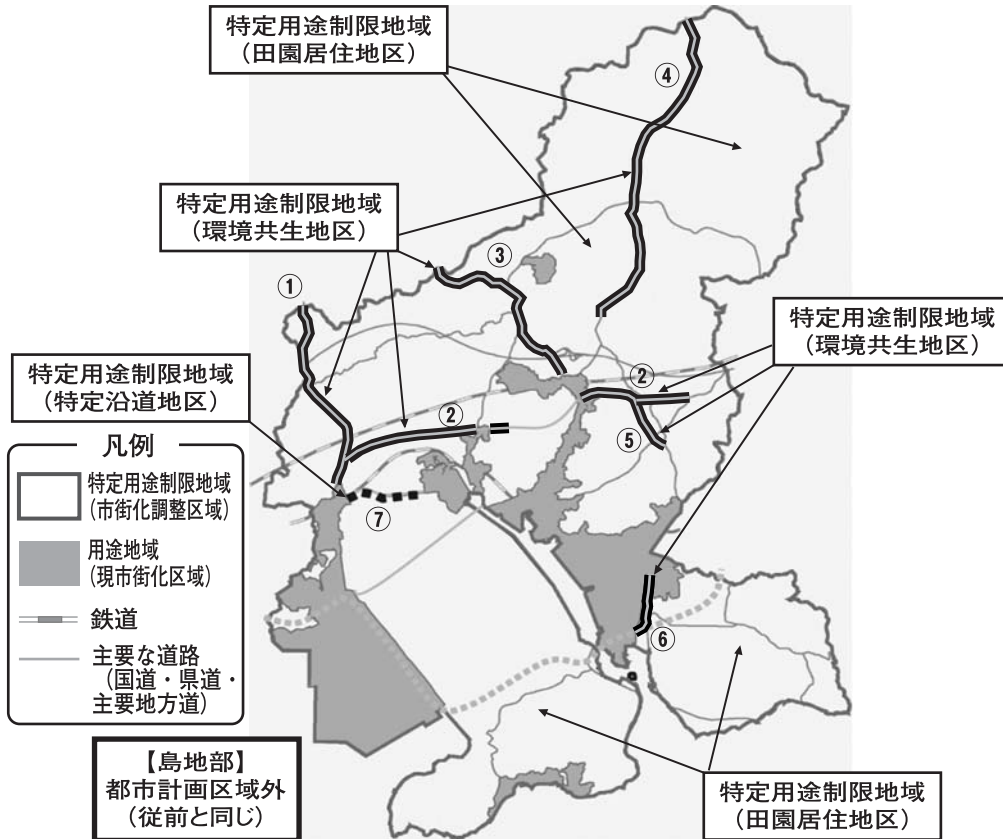 特定用途制限地域
（田園居住地区）
④
特定用途制限地域
（環境共生地区）
③
①
特定用途制限地域
（環境共生地区）
特定用途制限地域
（特定沿道地区）
②
②
⑤
凡例
特定用途制限地域
（市街化調整区域）
用途地域
（現市街化区域）
鉄道
主要な道路
（国道・県道・
主要地方道）
⑦
⑥
【島地部】
都市計画区域外
（従前と同じ）
特定用途制限地域
（田園居住地区）